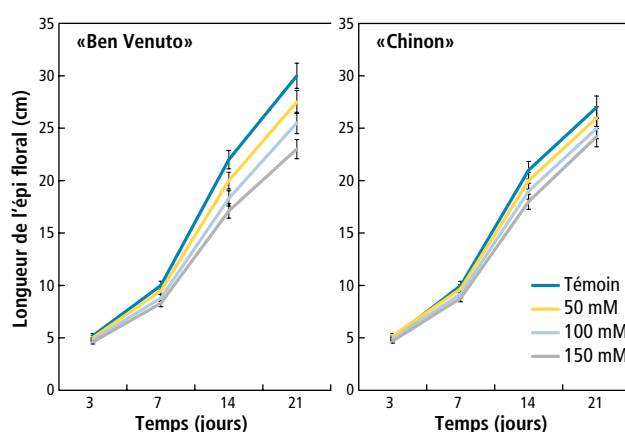 Longueur de l'épi floral (cm)
35
30
25
20
15
10
5
0
«Ben Venuto»
3
7
14
21
Temps (jours)
35
30
25
20
15
10
5
0
«Chinon»
Témoin
50 mM
100 mM
150 mM
3
7
14
21
Temps (jours)